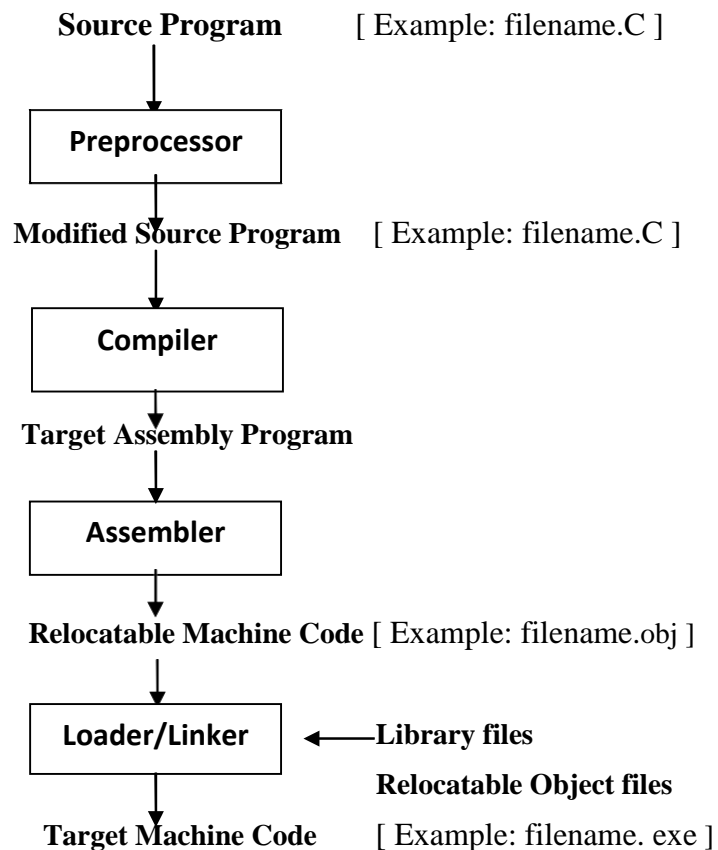 Source Program [ Example: filename.C ]
Preprocessor
Modified Source Program [ Example: filename.C ]
Compiler
Target Assembly Program
Assembler
Relocatable Machine Code [ Example: filename.obj ]
Loader/Linker Library files
Relocatable Object files
Target Machine Code [ Example: filename. exe ]